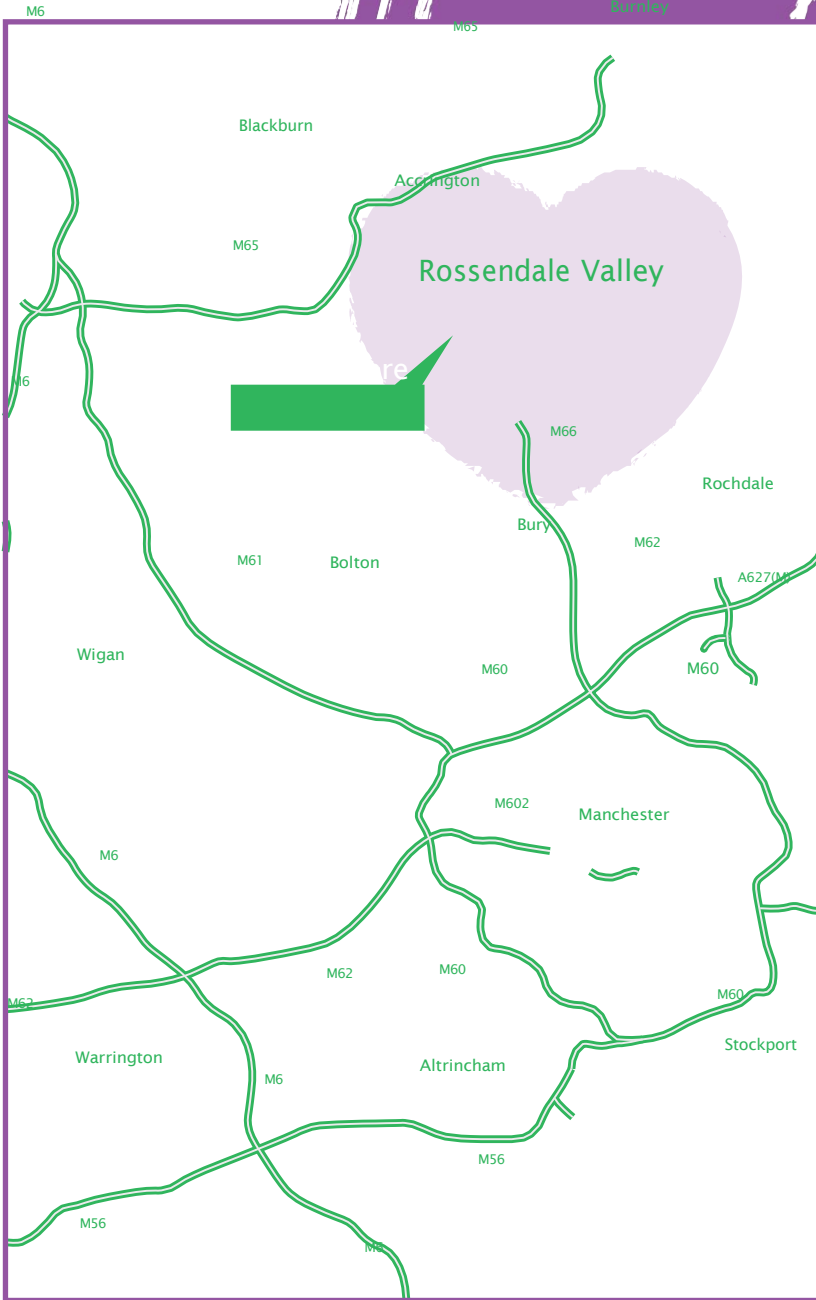 M6
Burnley
M65
Blackburn
Accrington
M65
Rossendale Valley
M6
M66
Rochdale
Bury
M62
M61
Bolton
A627(M)
Wigan
M60
M60
M602
Manchester
M6
M62
M60
M60
M62
Stockport
Warrington
Altrincham
M6
M56
M56
M6